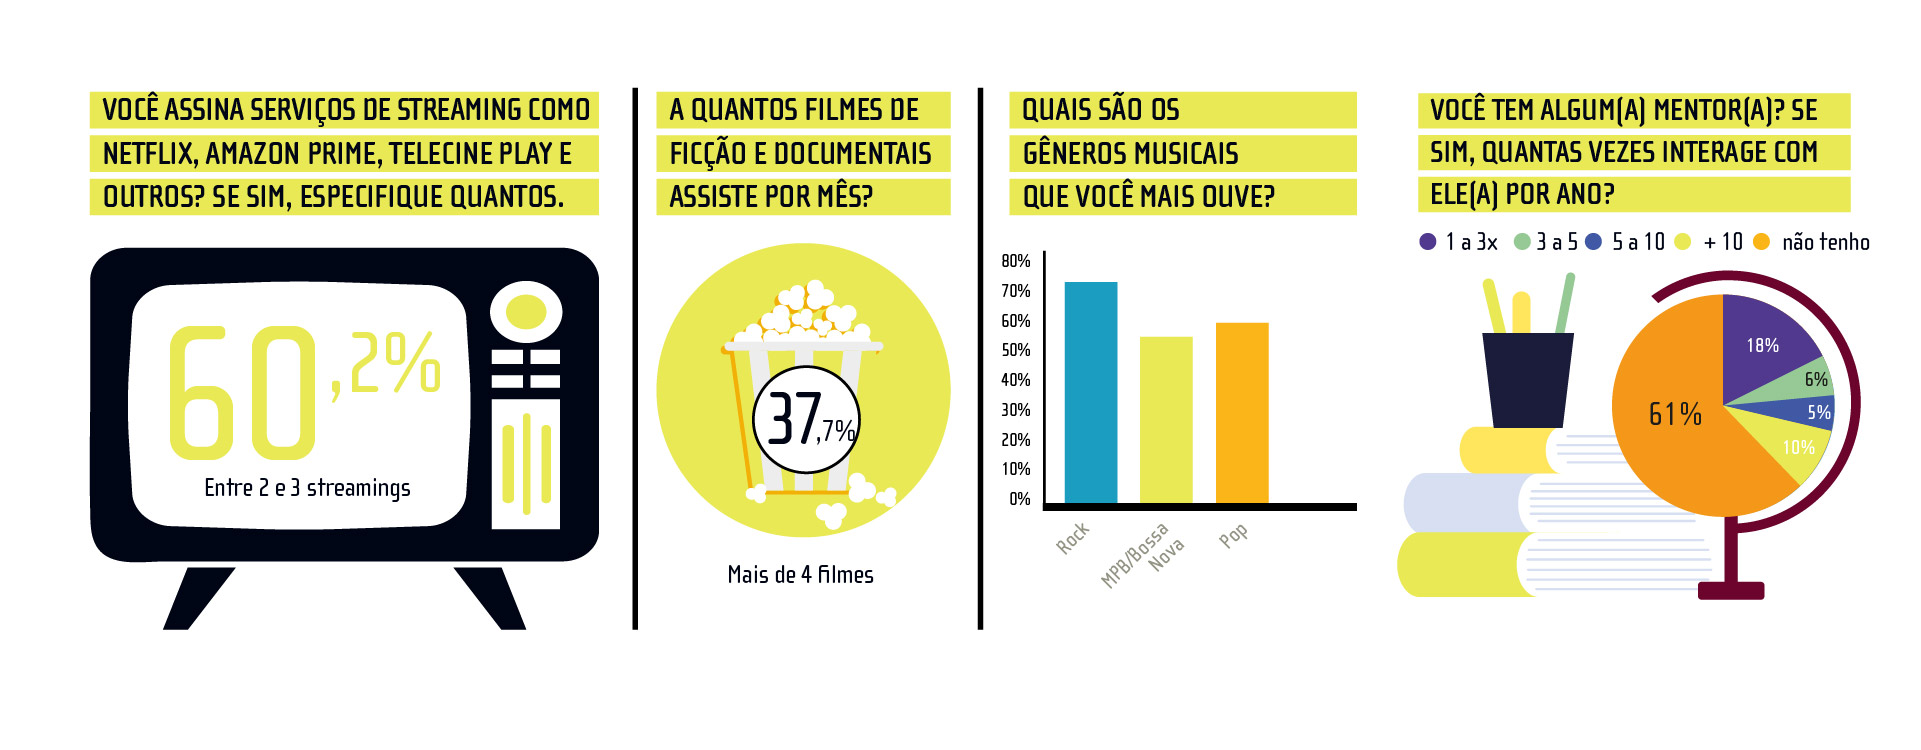 VOCÊ ASSINA SERVIÇOS DE STREAMING COMO
NETFLIX, AMAZON PRIME, TELECINE PLAY E
OUTROS? SE SIM, ESPECIFIQUE QUANTOS.
60,2%
Entre 2 e 3 streamings
A QUANTOS FILMES DE
FICÇÃO E DOCUMENTAIS
ASSISTE POR MÊS?
37,7%
Mais de 4 filmes
QUAIS SÃO OS
GÊNEROS MUSICAIS
QUE VOCÊ MAIS OUVE?
80%
70%
60%
50%
40%
30%
20%
10%
0%
Rock
MPB/Bossa
Nova
Pop
VOCÊ TEM ALGUM(A) MENTOR(A)? SE
SIM, QUANTAS VEZES INTERAGE COM
ELE(A) POR ANO?
1 a 3x 3 a 5 5 a 10 + 10 não tenho
18%
6%
5%
10%
61%